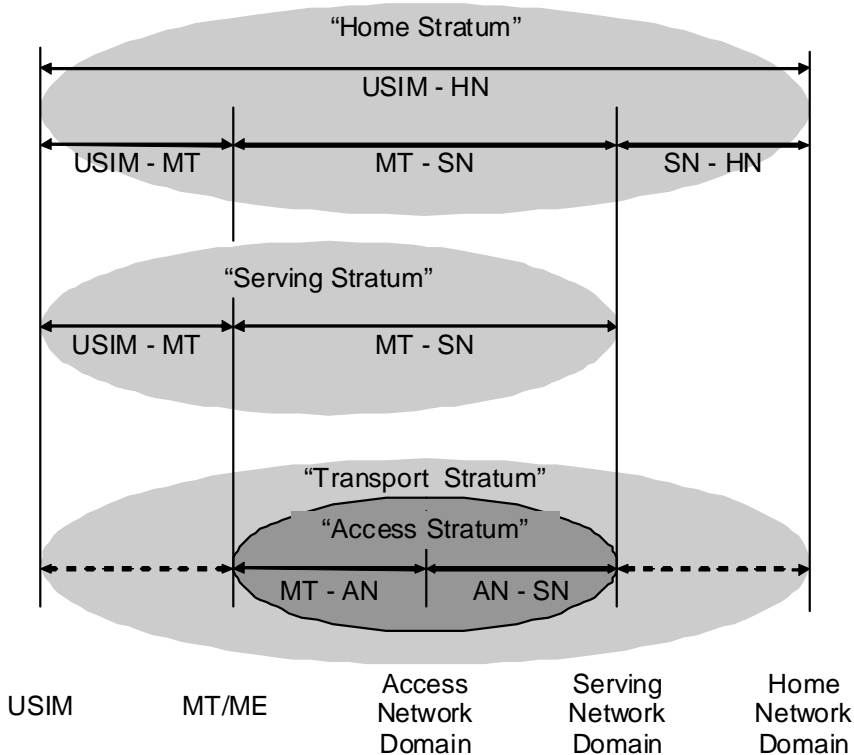 “Home Stratum”
USIM - HN
USIM - MT
MT - SN
SN - HN
“Serving Stratum”
USIM - MT
MT - SN
“Transport Stratum”
“Access Stratum”
MT - AN
AN - SN
USIM
MT/ME
Access
Network
Domain
Serving
Network
Domain
Home
Network
Domain